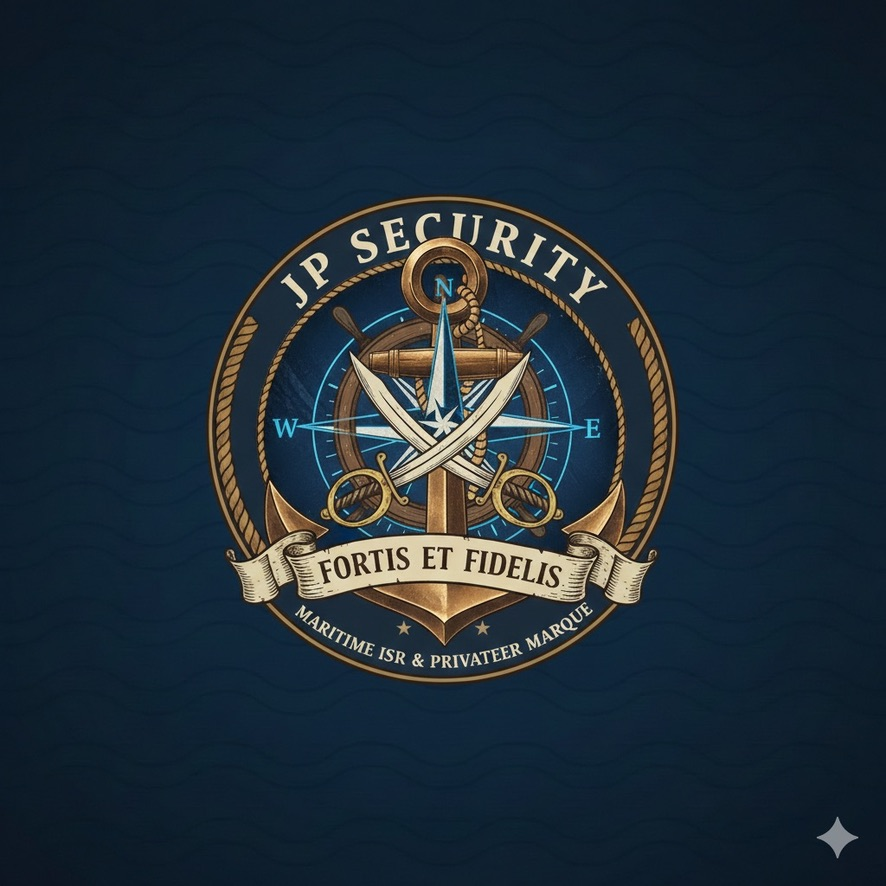 JP SECURITY
N
W
E
FORTIS ET FIDELIS
MARITIME ISR & PRIVATEER MARQUE